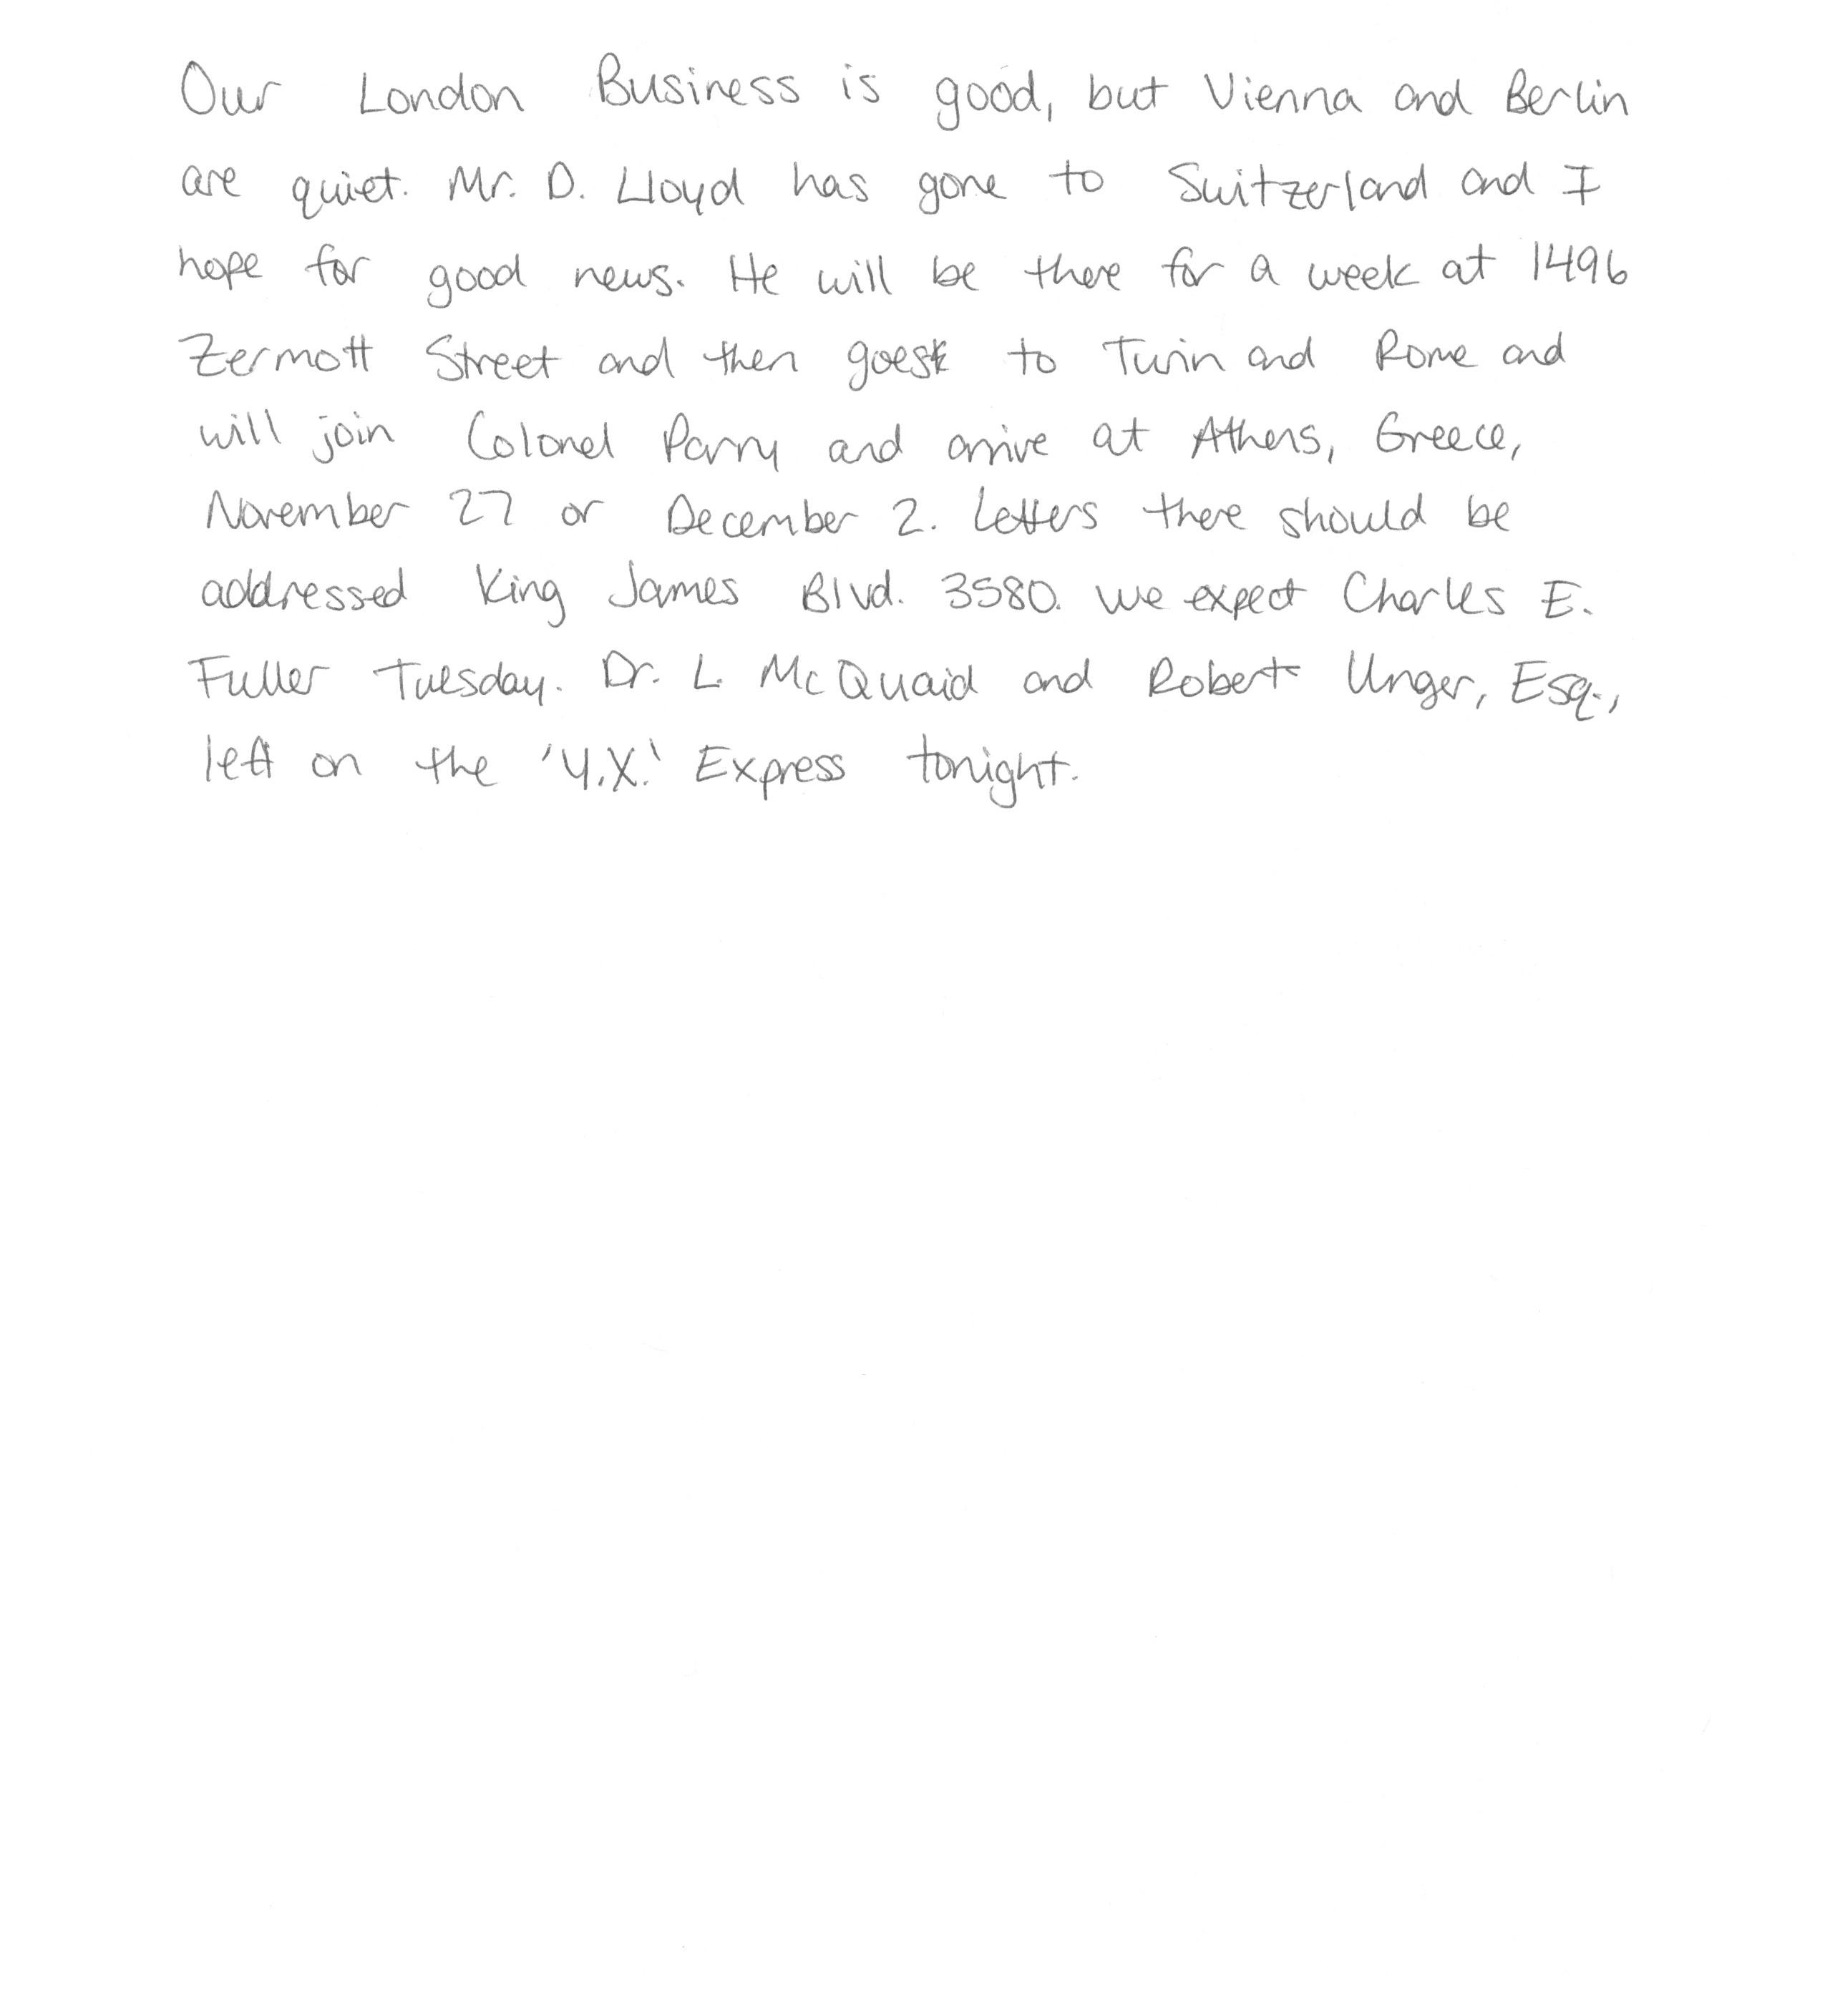 Our London Business is good, but Vienna and Berlin
are quiet. Mr. D. Lloyd has gone to Switzerland and I
hope for good news. He will be there for a week at 1496
Zermott Street and then goes to Turin and Rome and
will join Colonel Parry and arrive at Athens, Greece,
November 27 or December 2. Letters there should be
addressed King James Blvd. 3580. We expect Charles E.
Fuller Tuesday. Dr. L. McQuaid and Robert Unger, Esq.,
left on the 'Y.X.' Express tonight.